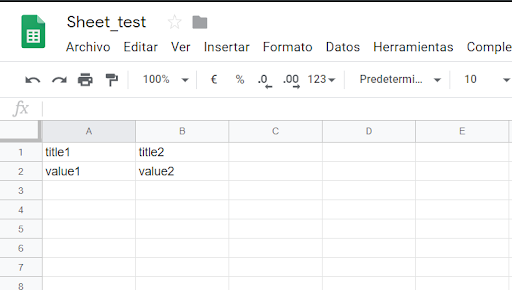 Sheet_test
Archivo Editar Ver Insertar Formato Datos Herramientas Comple
100% € % .0 .00 123 Predetermi... 10
fx
A B C D E
1 title1 title2
2 value1 value2
3
4
5
6
7
8